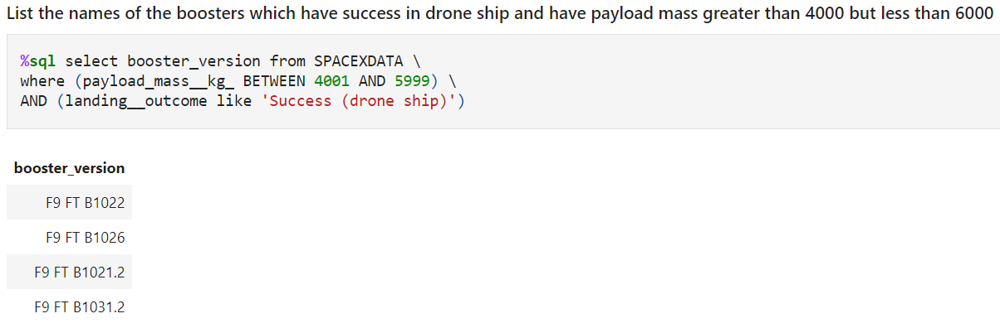 List the names of the boosters which have success in drone ship and have payload mass greater than 4000 but less than 6000
%sql select booster_version from SPACEXDATA \
where (payload_mass__kg_ BETWEEN 4001 AND 5999) \
AND (landing__outcome like 'Success (drone ship)')
booster_version
F9 FT B1022
F9 FT B1026
F9 FT B1021.2
F9 FT B1031.2